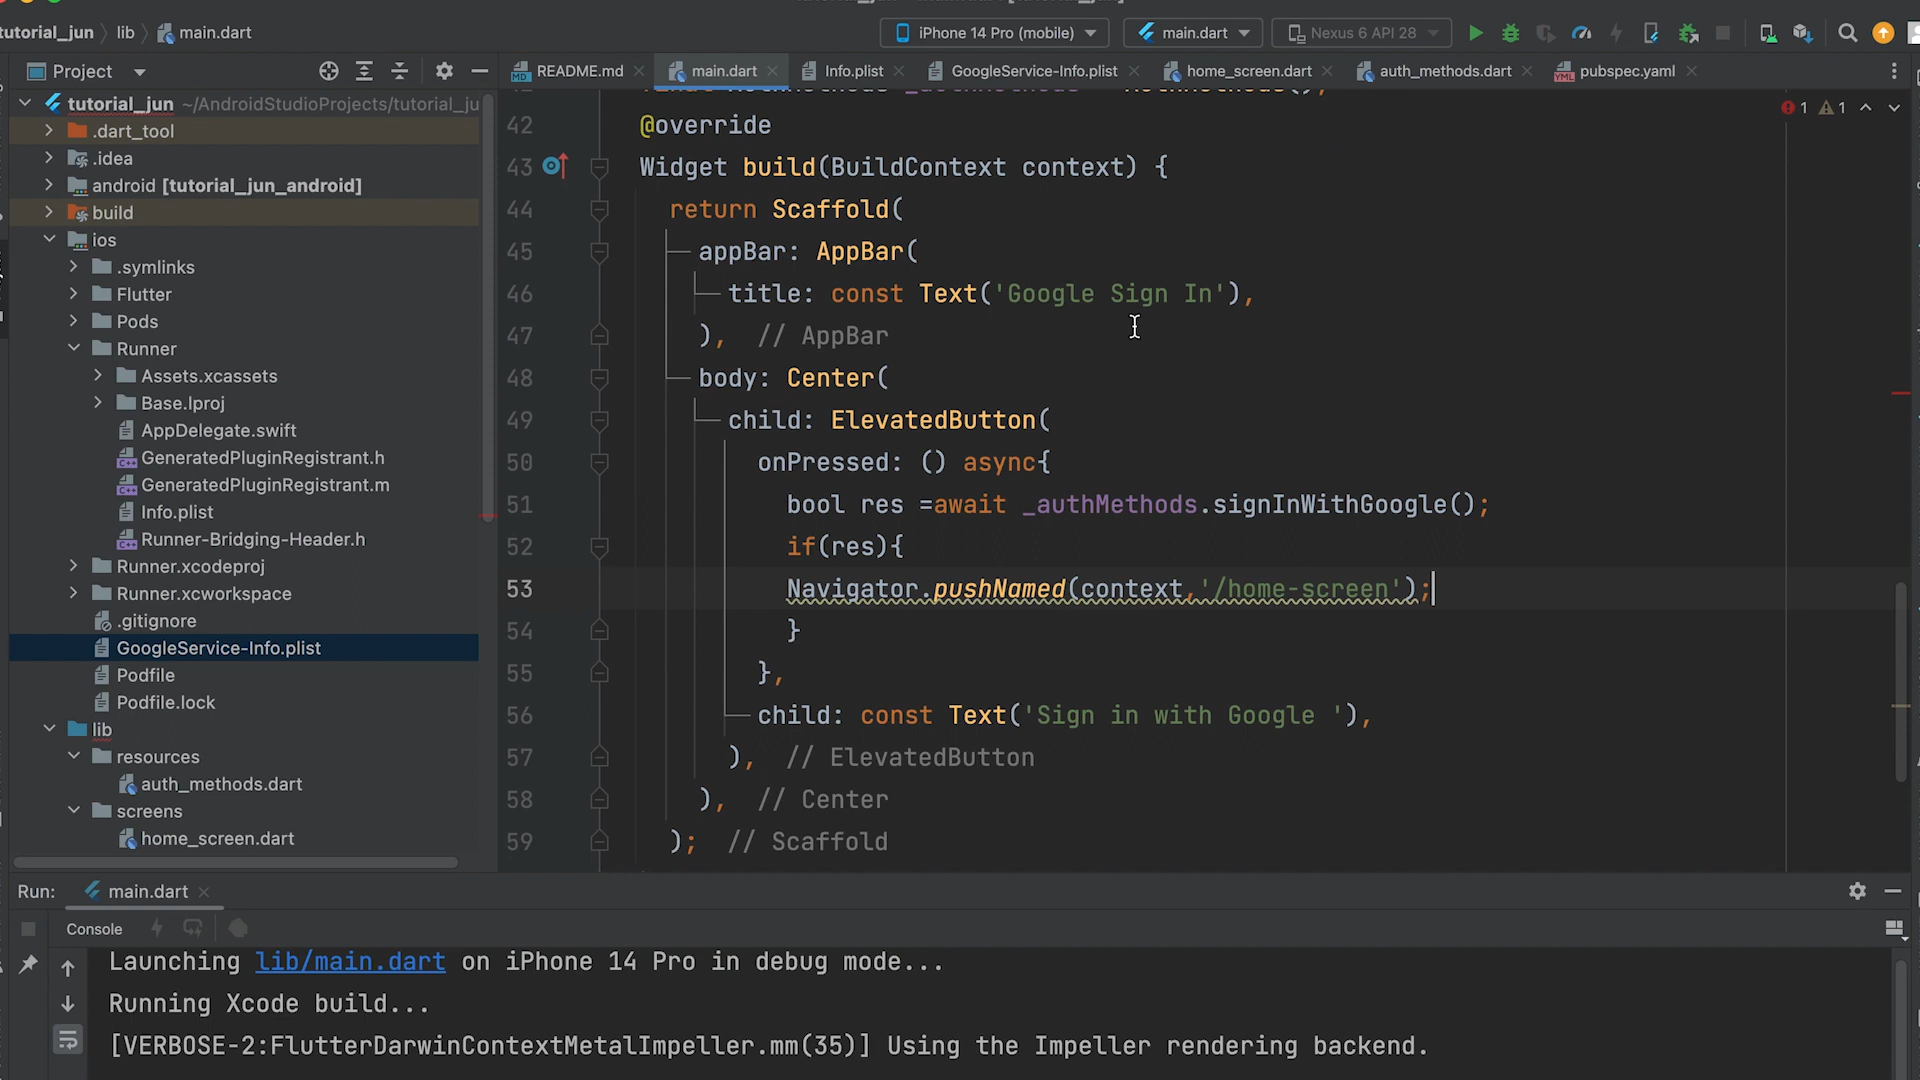 tutorial_jun
lib
main.dart
iPhone 14 Pro (mobile)
main.dart
Nexus 6 API 28
Project
README.md
main.dart
Info.plist
GoogleService-Info.plist
home_screen.dart
auth_methods.dart
pubspec.yaml
tutorial_jun ~/AndroidStudioProjects/tutorial_ju
.dart_tool
.idea
android [tutorial_jun_android]
build
ios
.symlinks
Flutter
Pods
Runner
Assets.xcassets
Base.lproj
AppDelegate.swift
GeneratedPluginRegistrant.h
GeneratedPluginRegistrant.m
Info.plist
Runner-Bridging-Header.h
Runner.xcodeproj
Runner.xcworkspace
.gitignore
GoogleService-Info.plist
Podfile
Podfile.lock
lib
resources
auth_methods.dart
screens
home_screen.dart
1 1
42 @override
43 Widget build(BuildContext context) {
44 return Scaffold(
45 appBar: AppBar(
46 title: const Text('Google Sign In'),
47 ), // AppBar
48 body: Center(
49 child: ElevatedButton(
50 onPressed: () async{
51 bool res =await _authMethods.signInWithGoogle();
52 if(res){
53 Navigator.pushNamed(context,'/home-screen');
54 }
55 },
56 child: const Text('Sign in with Google '),
57 ), // ElevatedButton
58 ), // Center
59 ); // Scaffold
Run: main.dart
Console
Launching lib/main.dart on iPhone 14 Pro in debug mode...
Running Xcode build...
[VERBOSE-2:FlutterDarwinContextMetalImpeller.mm(35)] Using the Impeller rendering backend.